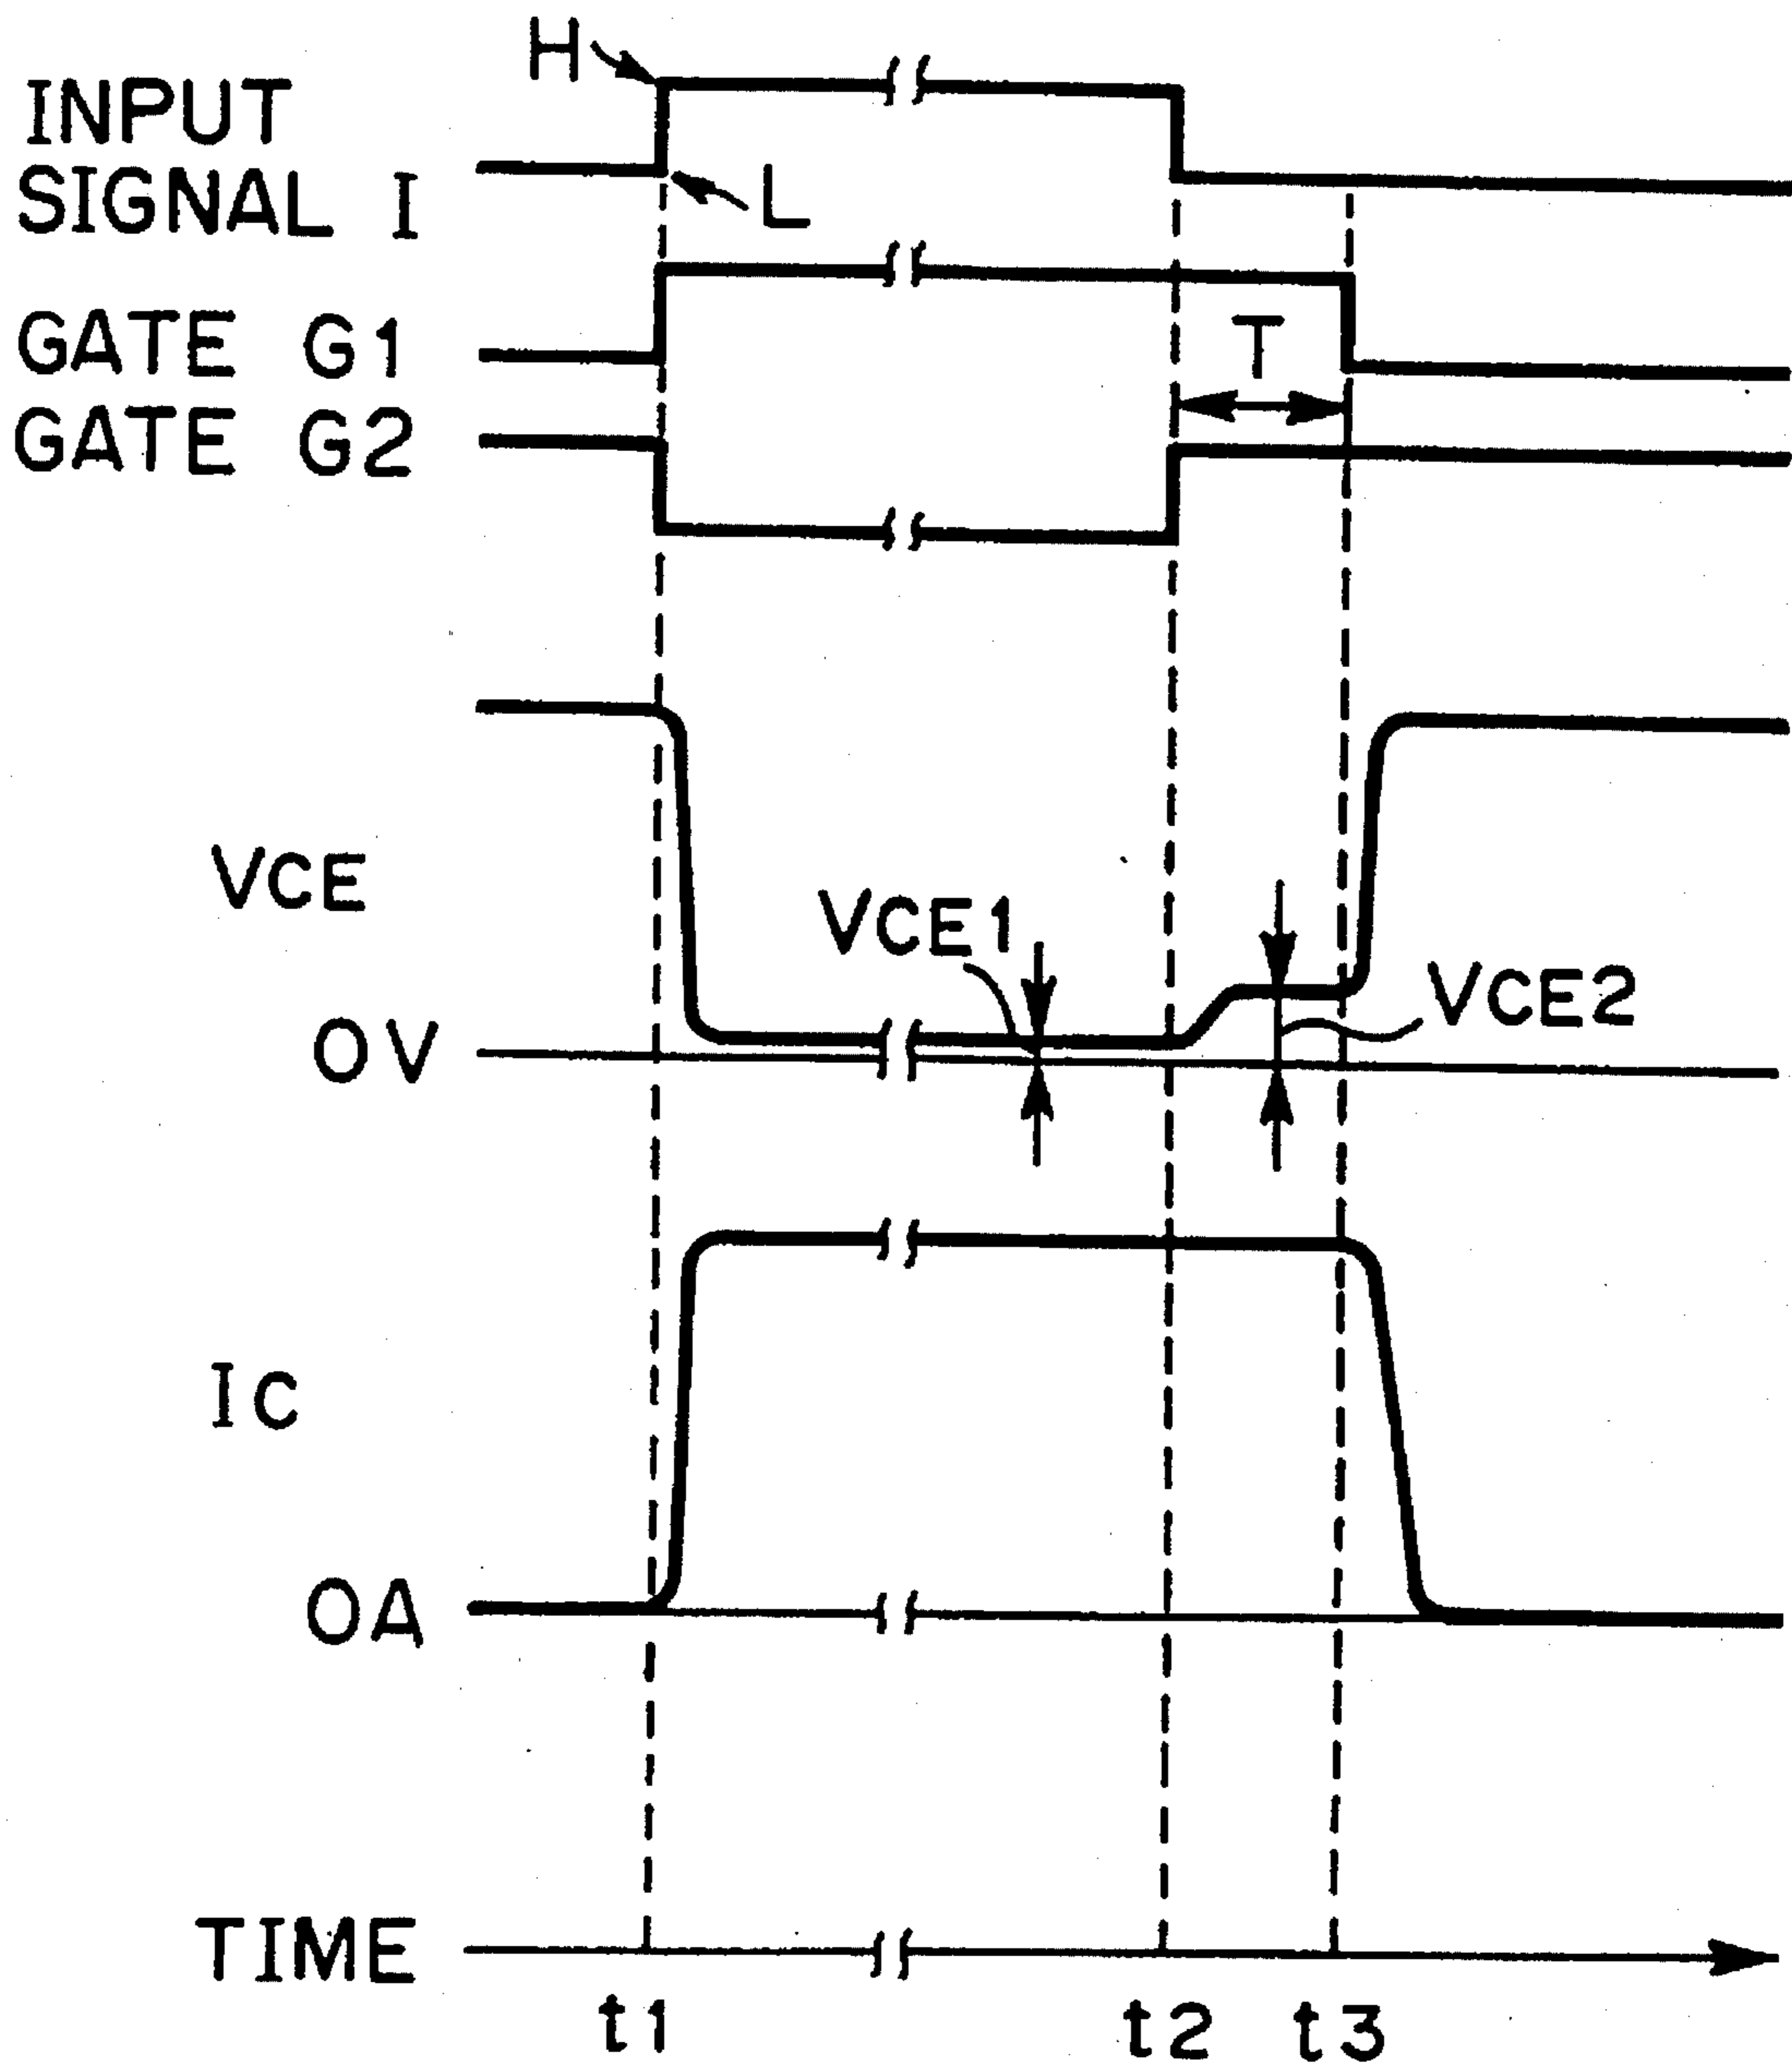 H
INPUT
SIGNAL I
L
GATE G1
T
GATE G2
VCE
VCE1
VCE2
0V
IC
0A
TIME
t1 t2 t3